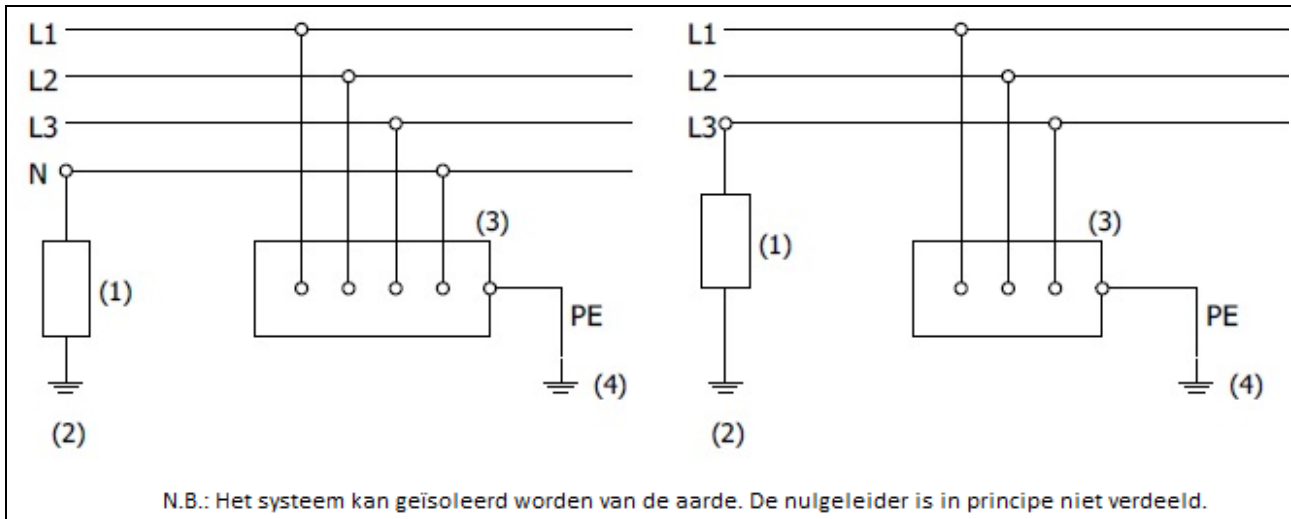 L1
L2
L3
N
(1)
(2)
(3)
PE
(4)
L1
L2
L3
(1)
(2)
(3)
PE
(4)
N.B.: Het systeem kan geïsoleerd worden van de aarde. De nulgeleider is in principe niet verdeeld.